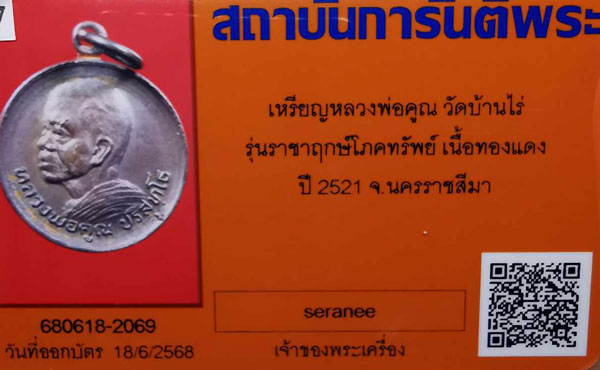 สถาบันการันตีพระ
เหรียญหลวงพ่อคูณ วัดบ้านไร่
รุ่นราชาฤกษ์โภคทรัพย์ เนื้อทองแดง
ปี 2521 จ.นครราชสีมา
หลวงพ่อคูณ ปริสุทฺโธ
seranee
680618-2069
วันที่ออกบัตร 18/6/2568
เจ้าของพระเครื่อง